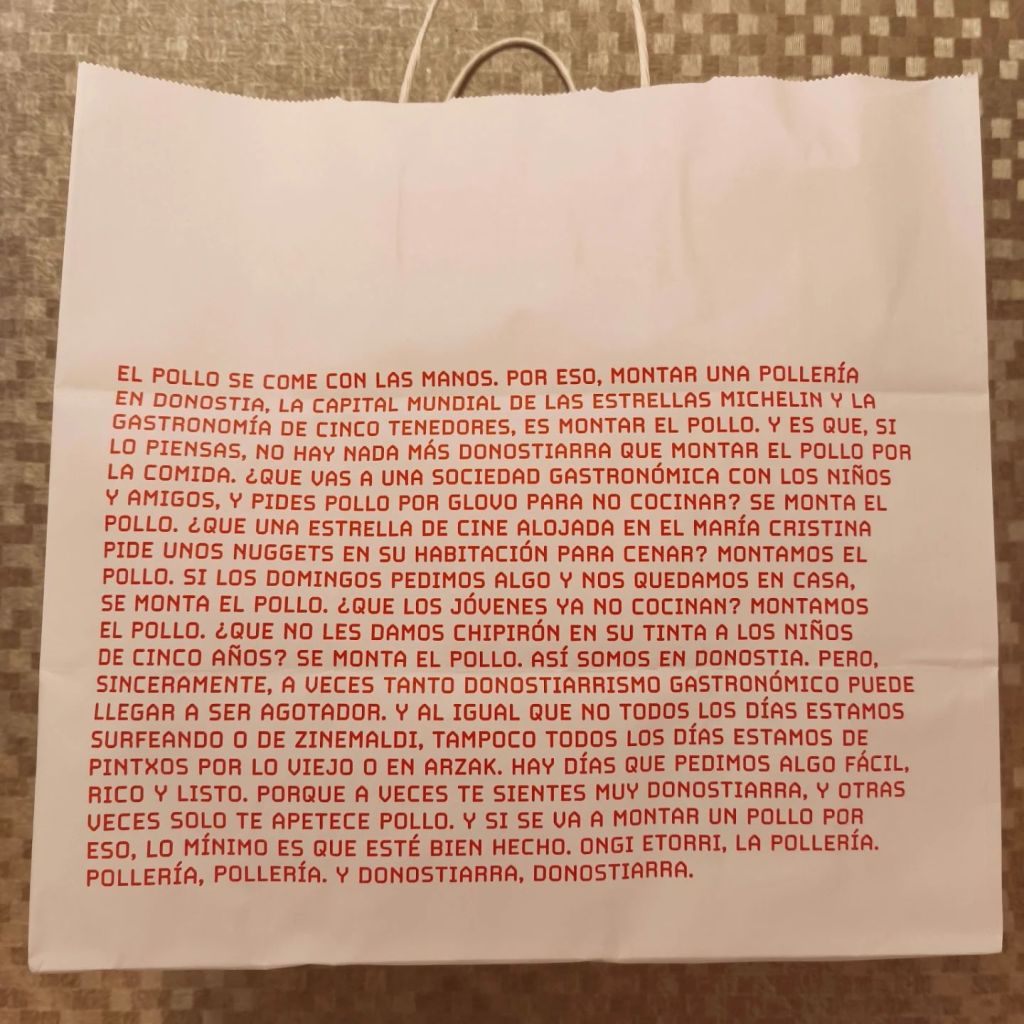 EL POLLO SE COME CON LAS MANOS. POR ESO, MONTAR UNA POLLERÍA
EN DONOSTIA, LA CAPITAL MUNDIAL DE LAS ESTRELLAS MICHELIN Y LA
GASTRONOMÍA DE CINCO TENEDORES, ES MONTAR EL POLLO. Y ES QUE, SI
LO PIENSAS, NO HAY NADA MÁS DONOSTIARRA QUE MONTAR EL POLLO POR
LA COMIDA. ¿QUE VAS A UNA SOCIEDAD GASTRONÓMICA CON LOS NIÑOS
Y AMIGOS, Y PIDES POLLO POR GLOVO PARA NO COCINAR? SE MONTA EL
POLLO. ¿QUE UNA ESTRELLA DE CINE ALOJADA EN EL MARÍA CRISTINA
PIDE UNOS NUGGETS EN SU HABITACIÓN PARA CENAR? MONTAMOS EL
POLLO. SI LOS DOMINGOS PEDIMOS ALGO Y NOS QUEDAMOS EN CASA,
SE MONTA EL POLLO. ¿QUE LOS JÓVENES YA NO COCINAN? MONTAMOS
EL POLLO. ¿QUE NO LES DAMOS CHIPIRÓN EN SU TINTA A LOS NIÑOS
DE CINCO AÑOS? SE MONTA EL POLLO. ASÍ SOMOS EN DONOSTIA. PERO,
SINCERAMENTE, A VECES TANTO DONOSTIARRISMO GASTRONÓMICO PUEDE
LLEGAR A SER AGOTADOR. Y AL IGUAL QUE NO TODOS LOS DÍAS ESTAMOS
SURFEANDO O DE ZINEMALDI, TAMPOCO TODOS LOS DÍAS ESTAMOS DE
PINTXOS POR LO VIEJO O EN ARZAK. HAY DÍAS QUE PEDIMOS ALGO FÁCIL,
RICO Y LISTO. PORQUE A VECES TE SIENTES MUY DONOSTIARRA, Y OTRAS
VECES SOLO TE APETECE POLLO. Y SI SE VA A MONTAR UN POLLO POR
ESO, LO MÍNIMO ES QUE ESTÉ BIEN HECHO. ONGI ETORRI, LA POLLERÍA.
POLLERÍA, POLLERÍA. Y DONOSTIARRA, DONOSTIARRA.